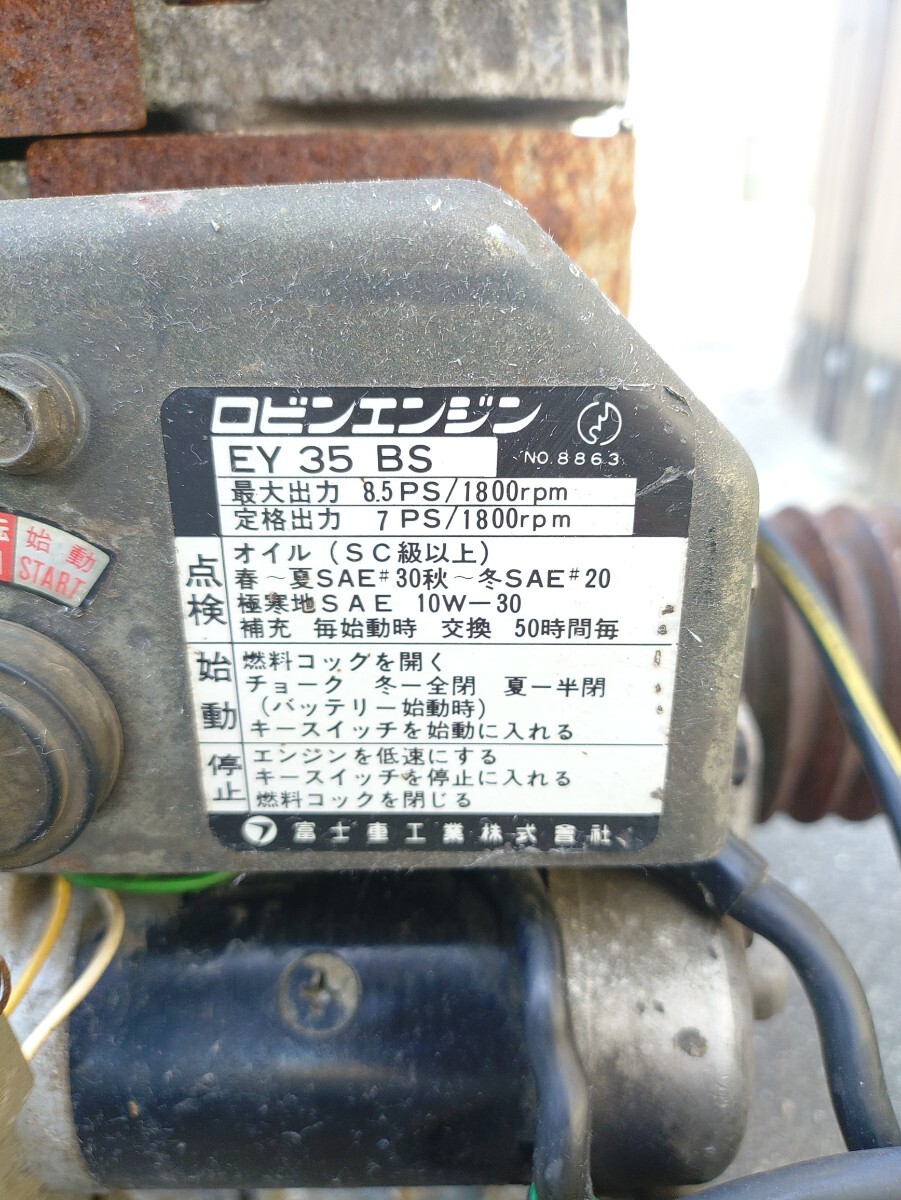 ロビンエンジン
EY 35 BS
NO.8863
最大出力 8.5PS/1800rpm
定格出力 7PS/1800rpm
点検
オイル(SC級以上)
春~夏SAE#30秋~冬SAE#20
極寒地SAE 10W-30
補充 毎始動時 交換 50時間毎
始動
燃料コックを開く
チョーク 冬ー全閉 夏ー半閉
(バッテリー始動時)
キースイッチを始動に入れる
停止
エンジンを低速にする
キースイッチを停止に入れる
燃料コックを閉じる
富士重工業株式會社
始動
START